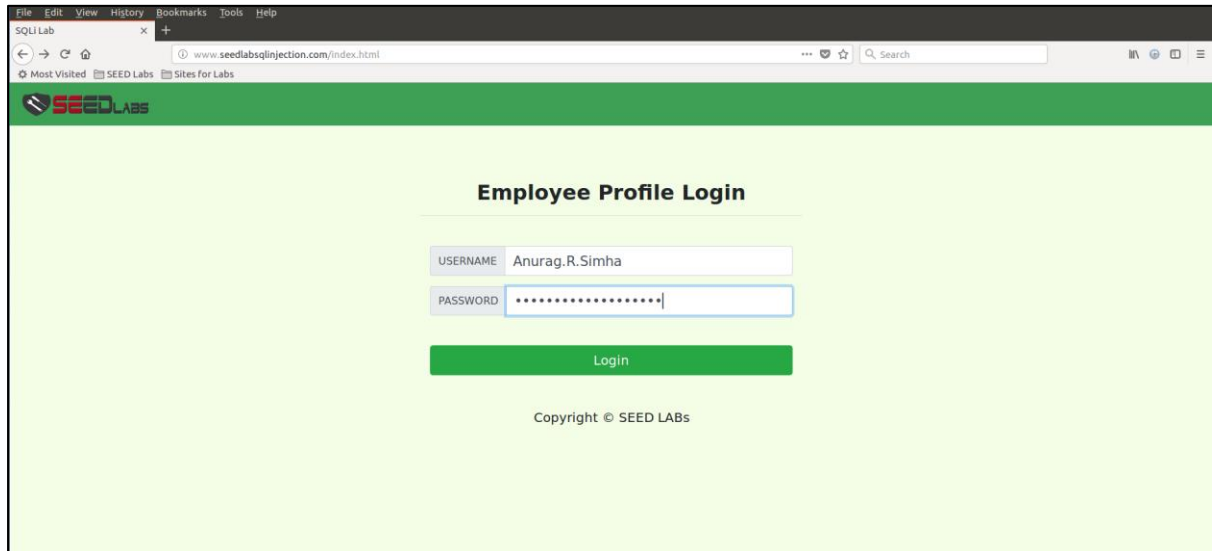 File Edit View History Bookmarks Tools Help
SQLi Lab × +
www.seedlabsqlinjection.com/index.html ... Search
Most Visited SEED Labs Sites for Labs
SEEDLABS
Employee Profile Login
USERNAME Anurag.R.Simha
PASSWORD •••••••••••••••••••
Login
Copyright © SEED LABs